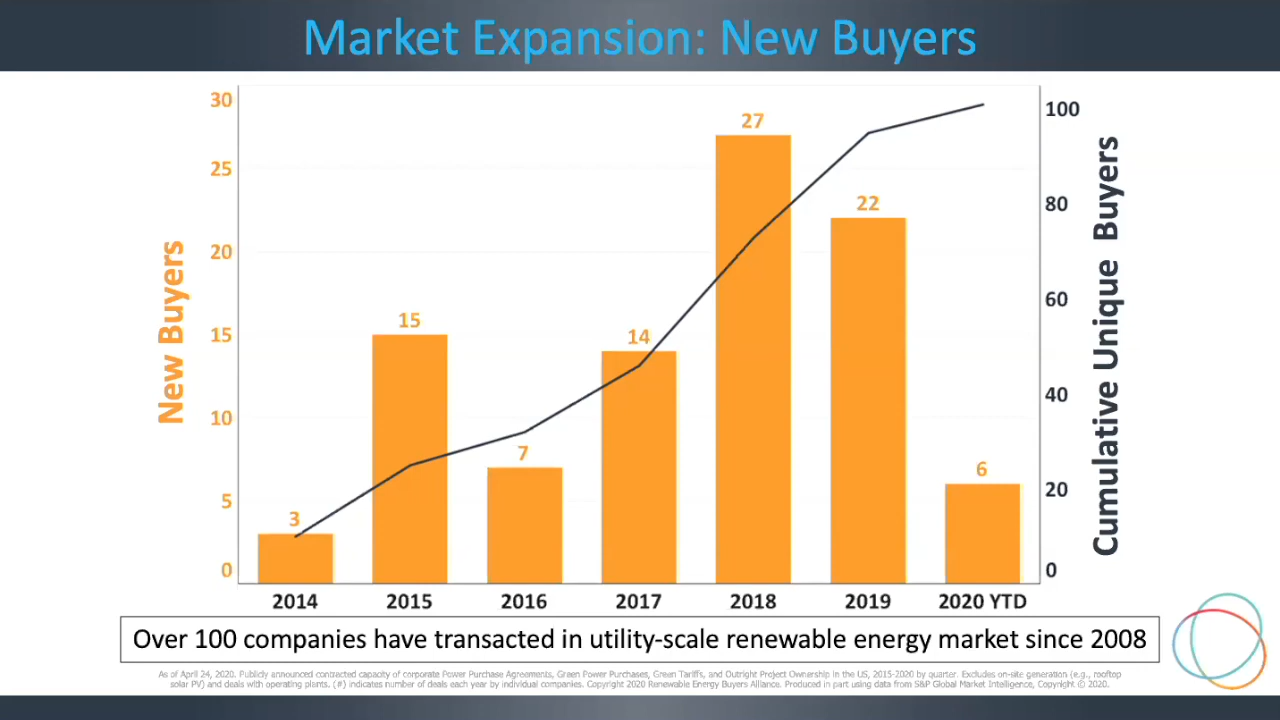 Market Expansion: New Buyers
30
25
20
15
10
5
0
New Buyers
3
15
7
14
27
22
6
100
80
60
40
20
0
Cumulative Unique Buyers
2014 2015 2016 2017 2018 2019 2020 YTD
Over 100 companies have transacted in utility-scale renewable energy market since 2008
As of April 24, 2020. Publicly announced contracted capacity of corporate Power Purchase Agreements, Green Power Purchases, Green Tariffs, and Outright Project Ownership in the US, 2015-2020 by quarter. Excludes on-site generation (e.g., rooftop
solar PV) and deals with operating plants. (#) indicates number of deals each year by individual companies. Copyright 2020 Renewable Energy Buyers Alliance. Produced in part using data from S&P Global Market Intelligence, Copyright © 2020.